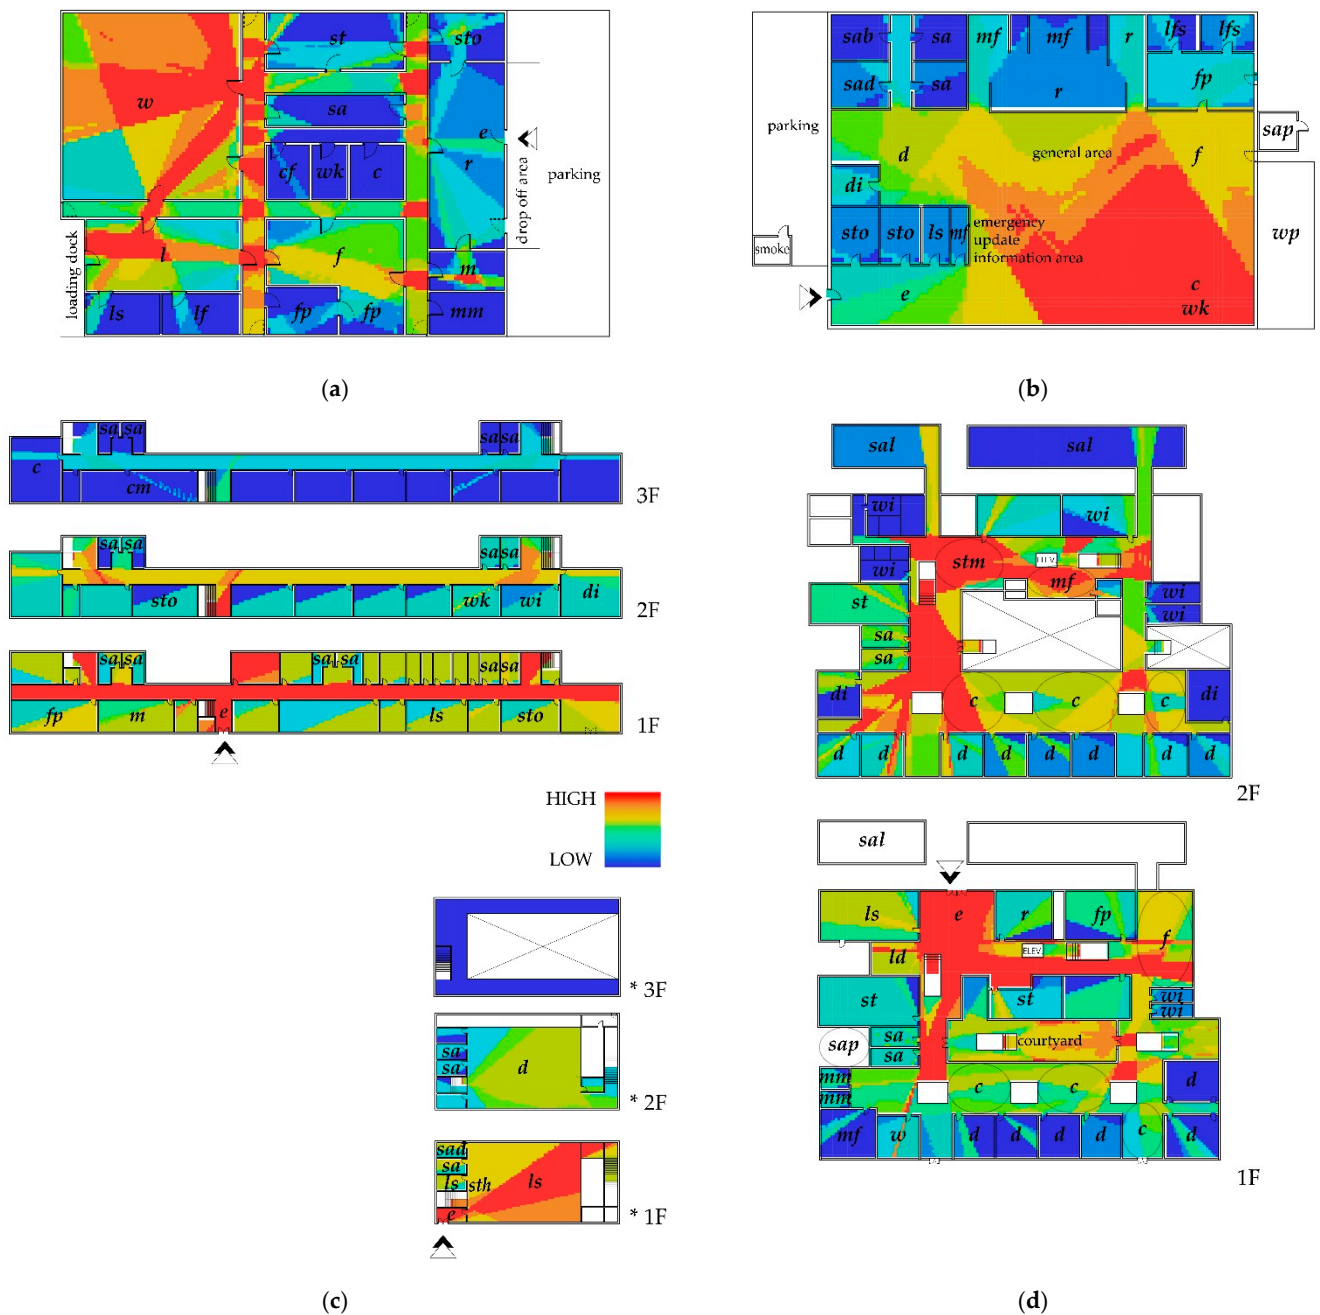 st
sto
w
sa
e
parking
cf
wk
c
r
drop off area
loading dock
l
f
m
ls
lf
fp
fp
mm
(a)
sab
sa
mf
mf
r
lfs
lfs
sad
sa
r
fp
parking
sap
d
general area
f
di
sto
sto
ls
mf
emergency
update
information area
smoke
wp
e
c
wk
(b)
sa
sa
sa
sa
c
cm
3F
sa
sa
sa
sa
sto
wk
wi
di
2F
sa
sa
sa
sa
sa
sa
fp
m
e
ls
sto
1F
HIGH
LOW
* 3F
sa
sa
d
* 2F
sad
sa
ls
sth
ls
e
* 1F
(c)
sal
sal
wi
wi
stm
ELEV.
mf
wi
st
wi
wi
sa
sa
di
c
c
c
di
d
d
d
d
d
d
d
d
2F
sal
ls
e
r
fp
f
ld
ELEV.
st
st
wi
wi
sap
sa
sa
courtyard
mm
mm
c
c
d
mf
w
d
d
d
d
c
d
1F
(d)